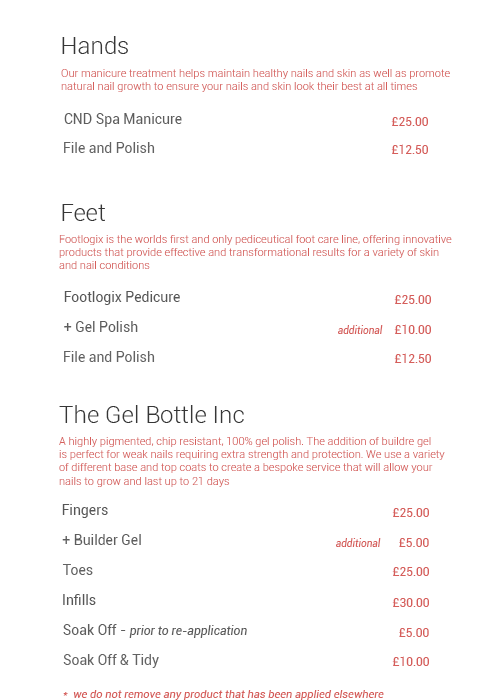 Hands
Our manicure treatment helps maintain healthy nails and skin as well as promote
natural nail growth to ensure your nails and skin look their best at all times
CND Spa Manicure £25.00
File and Polish £12.50
Feet
Footlogix is the worlds first and only pediceutical foot care line, offering innovative
products that provide effective and transformational results for a variety of skin
and nail conditions
Footlogix Pedicure £25.00
+ Gel Polish additional £10.00
File and Polish £12.50
The Gel Bottle Inc
A highly pigmented, chip resistant, 100% gel polish. The addition of buildre gel
is perfect for weak nails requiring extra strength and protection. We use a variety
of different base and top coats to create a bespoke service that will allow your
nails to grow and last up to 21 days
Fingers £25.00
+ Builder Gel additional £5.00
Toes £25.00
Infills £30.00
Soak Off - prior to re-application £5.00
Soak Off & Tidy £10.00
* we do not remove any product that has been applied elsewhere